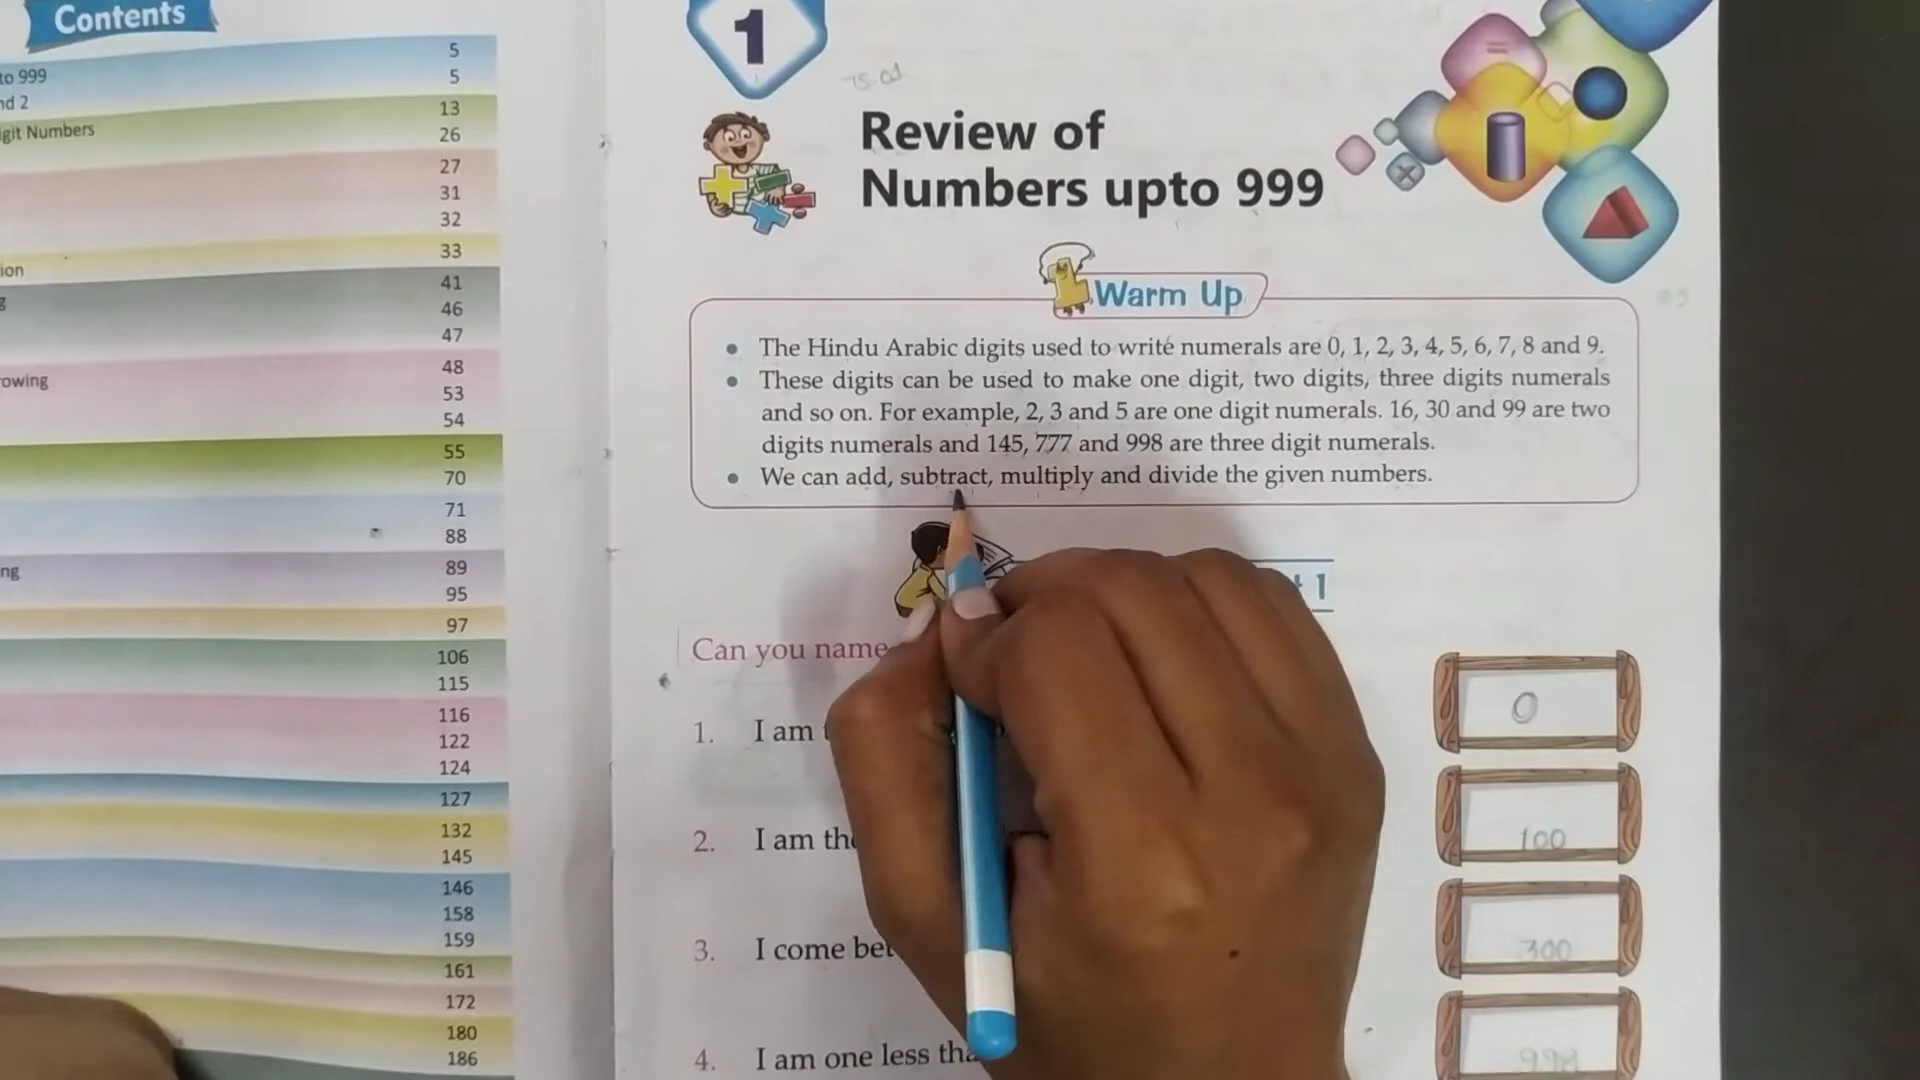 Contents
5
to 999 5
nd 2
13
igit Numbers 26
27
31
32
33
ion
41
46
47
48
rowing 53
54
55
70
71
88
ng 89
95
97
106
115
116
122
124
127
132
145
146
158
159
161
172
180
186
1
Review of
Numbers upto 999
Warm Up
The Hindu Arabic digits used to write numerals are 0, 1, 2, 3, 4, 5, 6, 7, 8 and 9.
These digits can be used to make one digit, two digits, three digits numerals
and so on. For example, 2, 3 and 5 are one digit numerals. 16, 30 and 99 are two
digits numerals and 145, 777 and 998 are three digit numerals.
We can add, subtract, multiply and divide the given numbers.
1
Can you name
1. I am
0
2. I am the
100
3. I come bet
300
4. I am one less tha
998